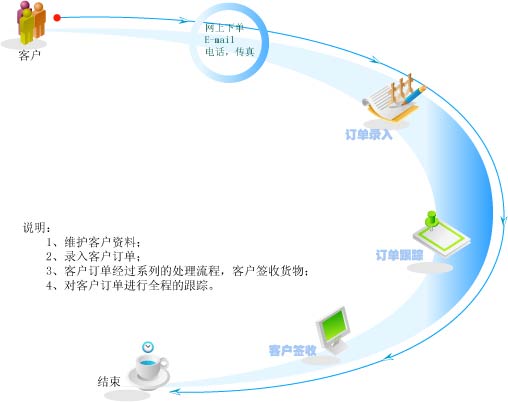 网上下单
E-mail
电话，传真
客户
订单录入
订单跟踪
说明：
1、维护客户资料；
2、录入客户订单；
3、客户订单经过系列的处理流程，客户签收货物；
4、对客户订单进行全程的跟踪。
客户签收
结束